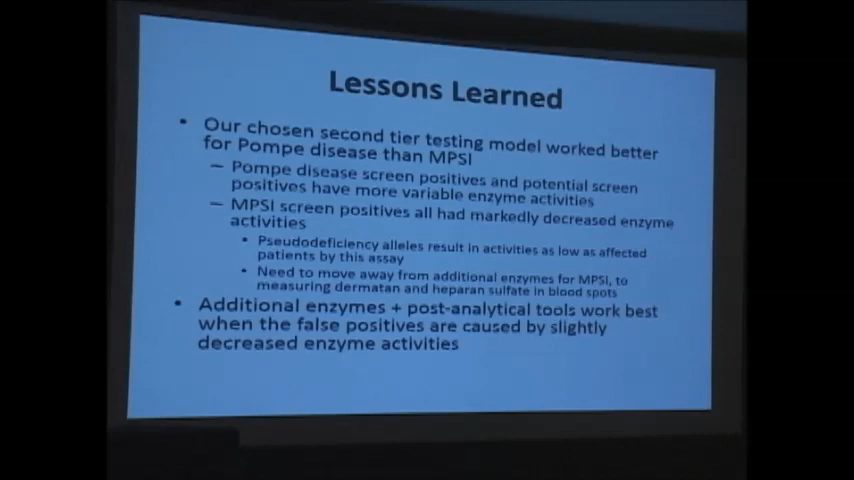 Lessons Learned
• Our chosen second tier testing model worked better
for Pompe disease than MPSI
– Pompe disease screen positives and potential screen
positives have more variable enzyme activities
– MPSI screen positives all had markedly decreased enzyme
activities
• Pseudodeficiency alleles result in activities as low as affected
patients by this assay
• Need to move away from additional enzymes for MPSI, to
measuring dermatan and heparan sulfate in blood spots
• Additional enzymes + post-analytical tools work best
when the false positives are caused by slightly
decreased enzyme activities